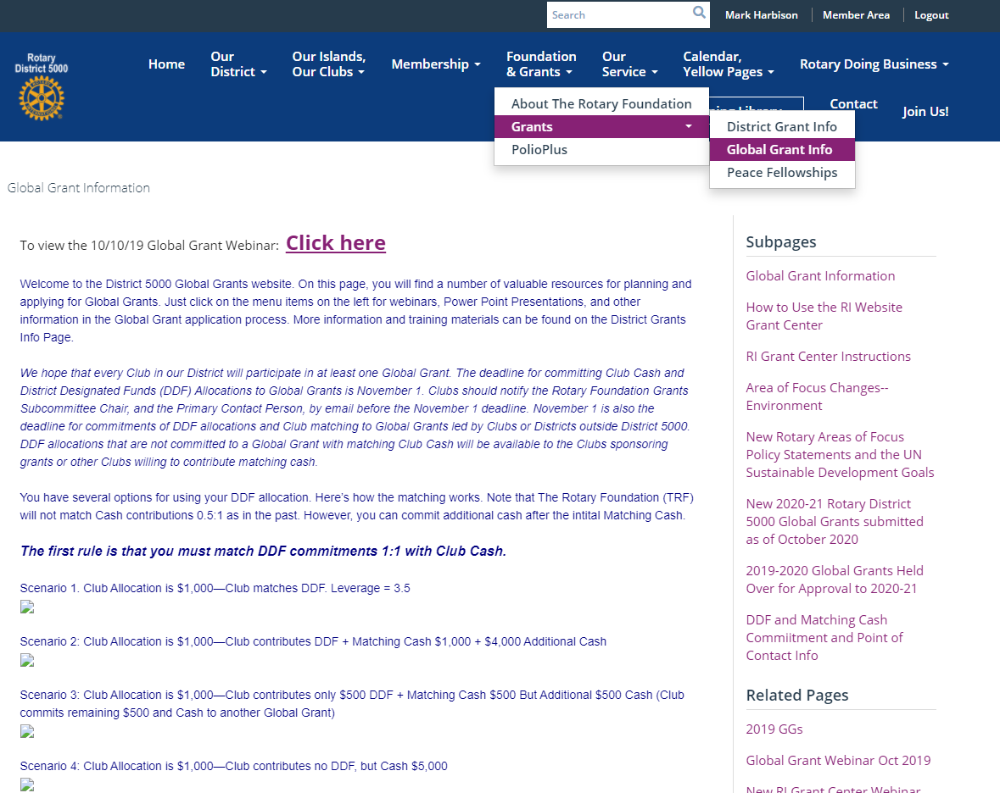 Search
Mark Harbison
Member Area
Logout
Rotary
District 5000
Home
Our
District
Our Islands,
Our Clubs
Membership
Foundation
& Grants
Our
Service
Calendar,
Yellow Pages
Rotary Doing Business
Contact
Join Us!
About The Rotary Foundation
Grants
PolioPlus
District Grant Info
Global Grant Info
Peace Fellowships
Global Grant Information
To view the 10/10/19 Global Grant Webinar: Click here
Welcome to the District 5000 Global Grants website. On this page, you will find a number of valuable resources for planning and
applying for Global Grants. Just click on the menu items on the left for webinars, Power Point Presentations, and other
information in the Global Grant application process. More information and training materials can be found on the District Grants
Info Page.
We hope that every Club in our District will participate in at least one Global Grant. The deadline for committing Club Cash and
District Designated Funds (DDF) Allocations to Global Grants is November 1. Clubs should notify the Rotary Foundation Grants
Subcommittee Chair, and the Primary Contact Person, by email before the November 1 deadline. November 1 is also the
deadline for commitments of DDF allocations and Club matching to Global Grants led by Clubs or Districts outside District 5000.
DDF allocations that are not committed to a Global Grant with matching Club Cash will be available to the Clubs sponsoring
grants or other Clubs willing to contribute matching cash.
You have several options for using your DDF allocation. Here's how the matching works. Note that The Rotary Foundation (TRF)
will not match Cash contributions 0.5:1 as in the past. However, you can commit additional cash after the intital Matching Cash.
The first rule is that you must match DDF commitments 1:1 with Club Cash.
Scenario 1. Club Allocation is $1,000—Club matches DDF. Leverage = 3.5
Scenario 2: Club Allocation is $1,000—Club contributes DDF + Matching Cash $1,000 + $4,000 Additional Cash
Scenario 3: Club Allocation is $1,000—Club contributes only $500 DDF + Matching Cash $500 But Additional $500 Cash (Club
commits remaining $500 and Cash to another Global Grant)
Scenario 4: Club Allocation is $1,000—Club contributes no DDF, but Cash $5,000
Subpages
Global Grant Information
How to Use the RI Website
Grant Center
RI Grant Center Instructions
Area of Focus Changes--
Environment
New Rotary Areas of Focus
Policy Statements and the UN
Sustainable Development Goals
New 2020-21 Rotary District
5000 Global Grants submitted
as of October 2020
2019-2020 Global Grants Held
Over for Approval to 2020-21
DDF and Matching Cash
Commiitment and Point of
Contact Info
Related Pages
2019 GGs
Global Grant Webinar Oct 2019
New RI Grant Center Webinar